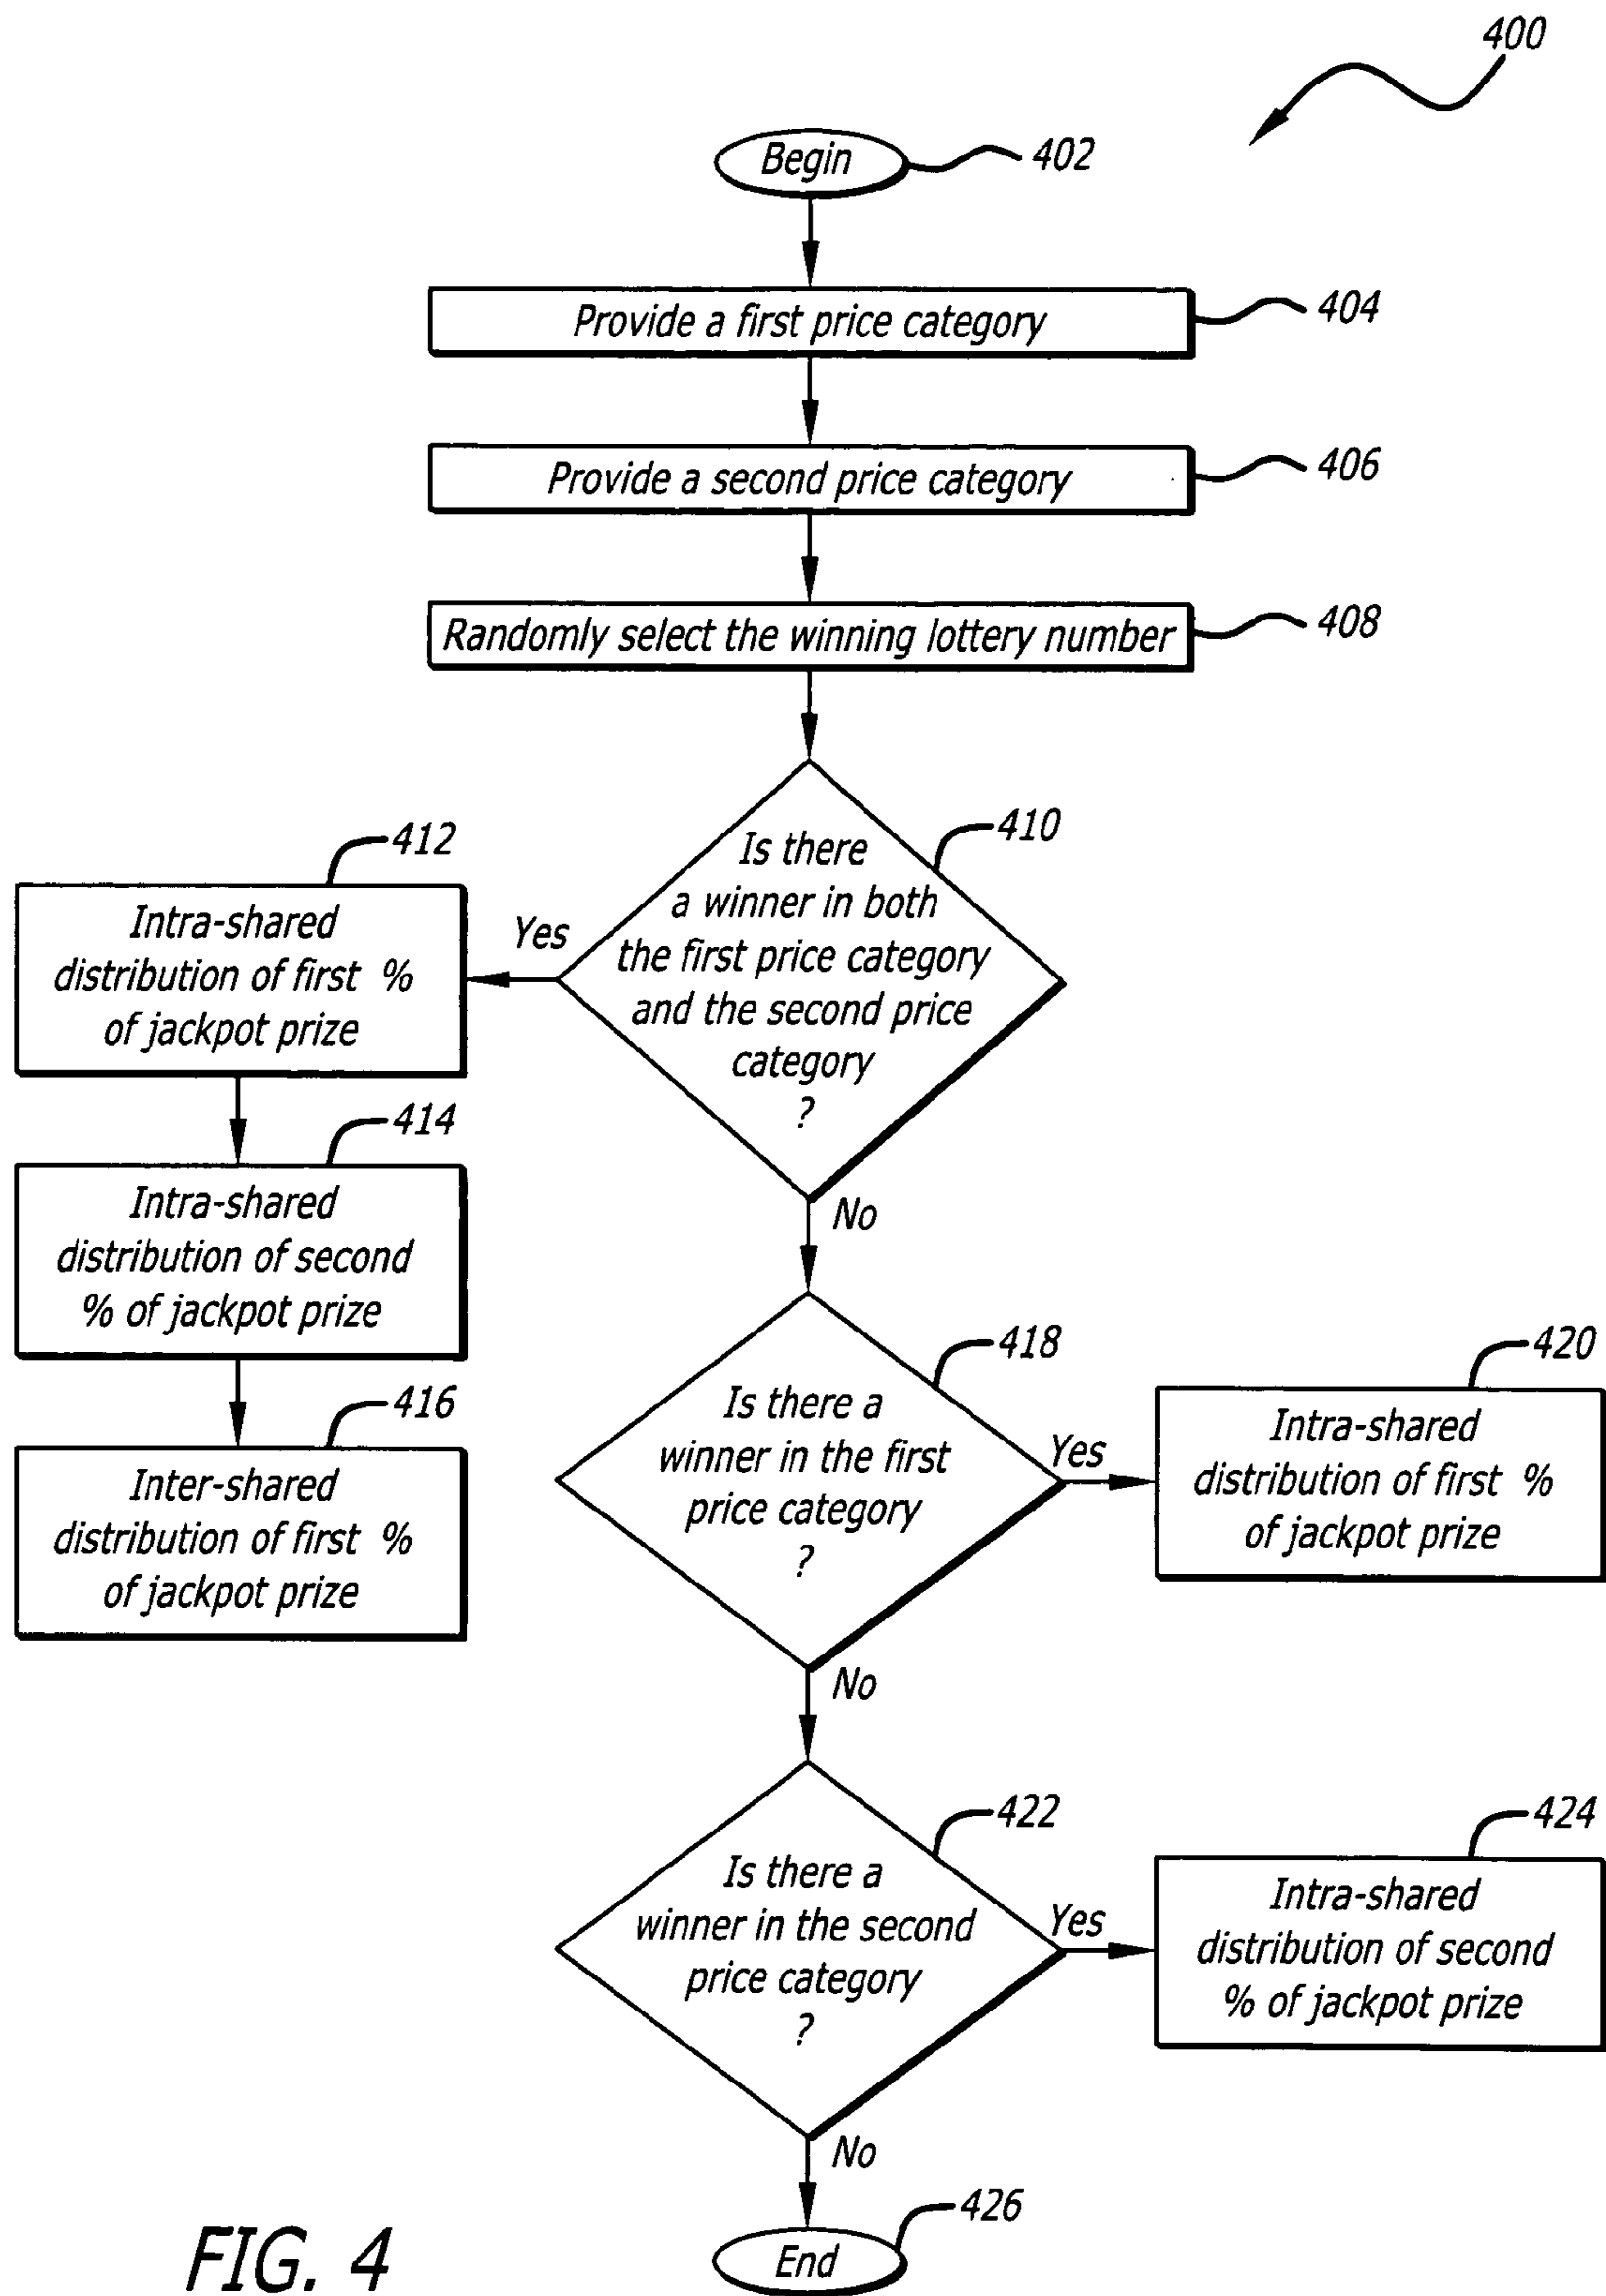 400
Begin
402
Provide a first price category
404
Provide a second price category
406
Randomly select the winning lottery number
408
Is there
a winner in both
the first price category
and the second price
category
?
410
Yes
412
Intra-shared
distribution of first %
of jackpot prize
414
Intra-shared
distribution of second
% of jackpot prize
416
Inter-shared
distribution of first %
of jackpot prize
No
Is there a
winner in the first
price category
?
418
Yes
420
Intra-shared
distribution of first %
of jackpot prize
No
Is there a
winner in the second
price category
?
422
Yes
424
Intra-shared
distribution of second
% of jackpot prize
No
End
426
FIG. 4